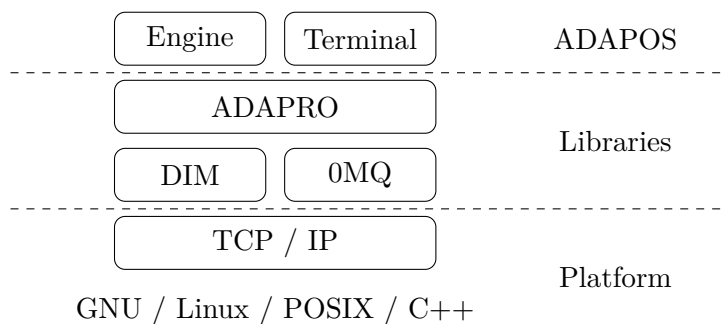 Engine Terminal ADAPOS
ADAPRO
Libraries
DIM 0MQ
TCP / IP
Platform
GNU / Linux / POSIX / C++